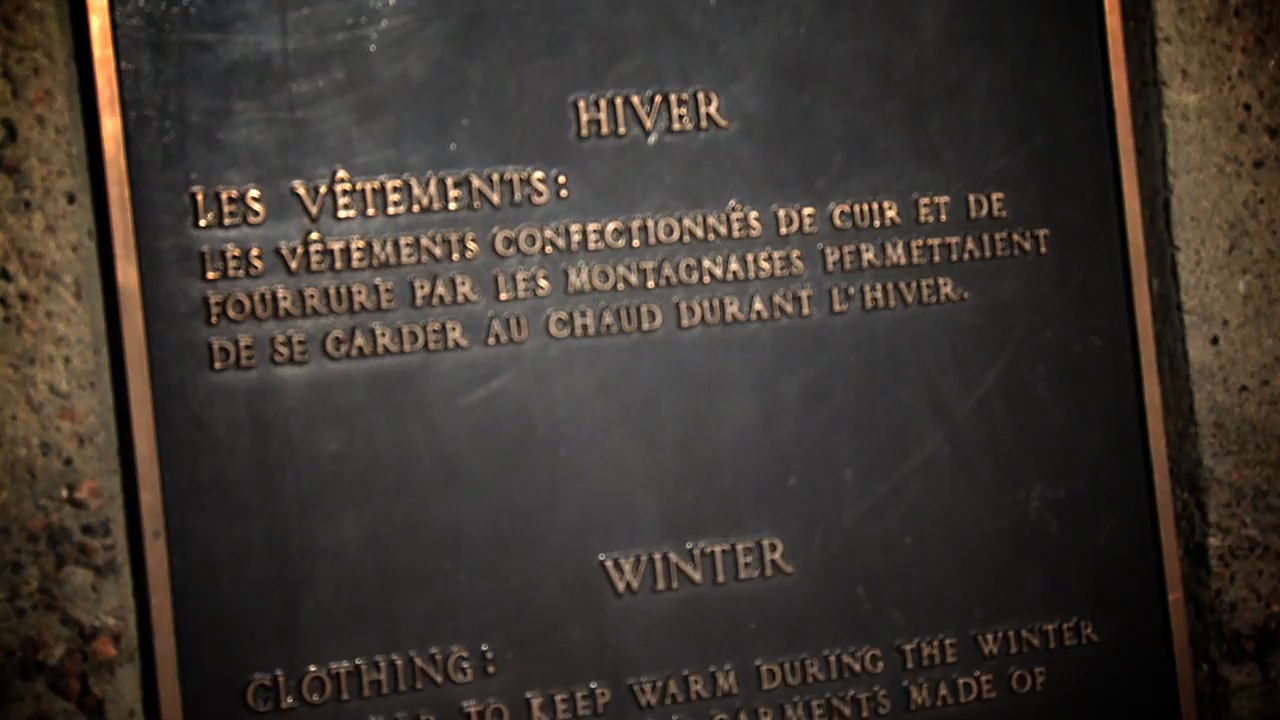 HIVER
LES VÊTEMENTS:
LES VÊTEMENTS CONFECTIONNÉS DE CUIR ET DE
FOURRURE PAR LES MONTAGNAISES PERMETTAIENT
DE SE GARDER AU CHAUD DURANT L'HIVER.
WINTER
CLOTHING:
TO KEEP WARM DURING THE WINTER
GARMENTS MADE OF